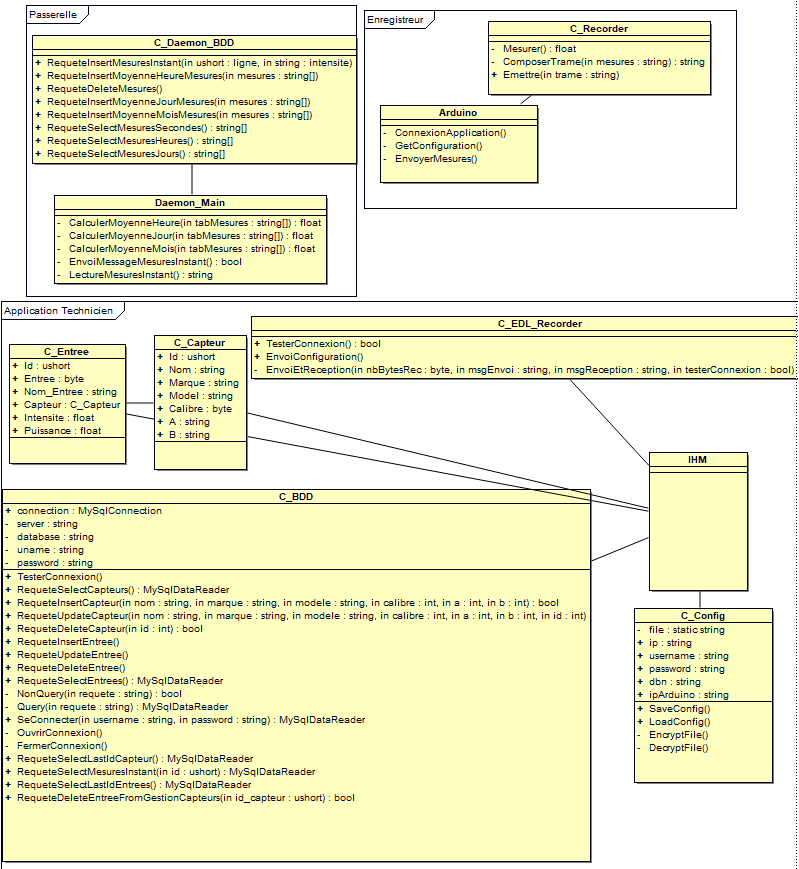 Passerelle
C_Daemon_BDD
+ RequeteInsertMesuresInstant(in ushort : ligne, in string : intensite)
+ RequeteInsertMoyenneHeureMesures(in mesures : string[])
+ RequeteDeleteMesures()
+ RequeteInsertMoyenneJourMesures(in mesures : string[])
+ RequeteInsertMoyenneMoisMesures(in mesures : string[])
+ RequeteSelectMesuresSecondes() : string[]
+ RequeteSelectMesuresHeures() : string[]
+ RequeteSelectMesuresJours() : string[]
Daemon_Main
- CalculerMoyenneHeure(in tabMesures : string[]) : float
- CalculerMoyenneJour(in tabMesures : string[]) : float
- CalculerMoyenneMois(in tabMesures : string[]) : float
- EnvoiMessageMesuresInstant() : bool
- LectureMesuresInstant() : string
Enregistreur
C_Recorder
- Mesurer() : float
- ComposerTrame(in mesures : string) : string
+ Emettre(in trame : string)
Arduino
- ConnexionApplication()
- GetConfiguration()
- EnvoyerMesures()
Application Technicien
C_Entree
+ Id : ushort
+ Entree : byte
+ Nom_Entree : string
+ Capteur : C_Capteur
+ Intensite : float
+ Puissance : float
C_Capteur
+ Id : ushort
+ Nom : string
+ Marque : string
+ Model : string
+ Calibre : byte
+ A : string
+ B : string
C_EDL_Recorder
+ TesterConnexion() : bool
+ EnvoiConfiguration()
- EnvoiEtReception(in nbBytesRec : byte, in msgEnvoi : string, in msgReception : string, in testerConnexion : bool)
IHM
C_BDD
+ connection : MySqlConnection
- server : string
- database : string
- uname : string
- password : string
+ TesterConnexion()
+ RequeteSelectCapteurs() : MySqlDataReader
+ RequeteInsertCapteur(in nom : string, in marque : string, in modele : string, in calibre : int, in a : int, in b : int) : bool
+ RequeteUpdateCapteur(in nom : string, in marque : string, in modele : string, in calibre : int, in a : int, in b : int, in id : int)
+ RequeteDeleteCapteur(in id : int) : bool
+ RequeteInsertEntree()
+ RequeteUpdateEntree()
+ RequeteDeleteEntree()
+ RequeteSelectEntrees() : MySqlDataReader
- NonQuery(in requete : string) : bool
- Query(in requete : string) : MySqlDataReader
+ SeConnecter(in username : string, in password : string) : MySqlDataReader
- OuvrirConnexion()
- FermerConnexion()
+ RequeteSelectLastIdCapteur() : MySqlDataReader
+ RequeteSelectMesuresInstant(in id : ushort) : MySqlDataReader
+ RequeteSelectLastIdEntrees() : MySqlDataReader
+ RequeteDeleteEntreeFromGestionCapteurs(in id_capteur : ushort) : bool
C_Config
- file : static string
+ ip : string
+ username : string
+ password : string
+ dbn : string
+ ipArduino : string
+ SaveConfig()
+ LoadConfig()
- EncryptFile()
- DecryptFile()